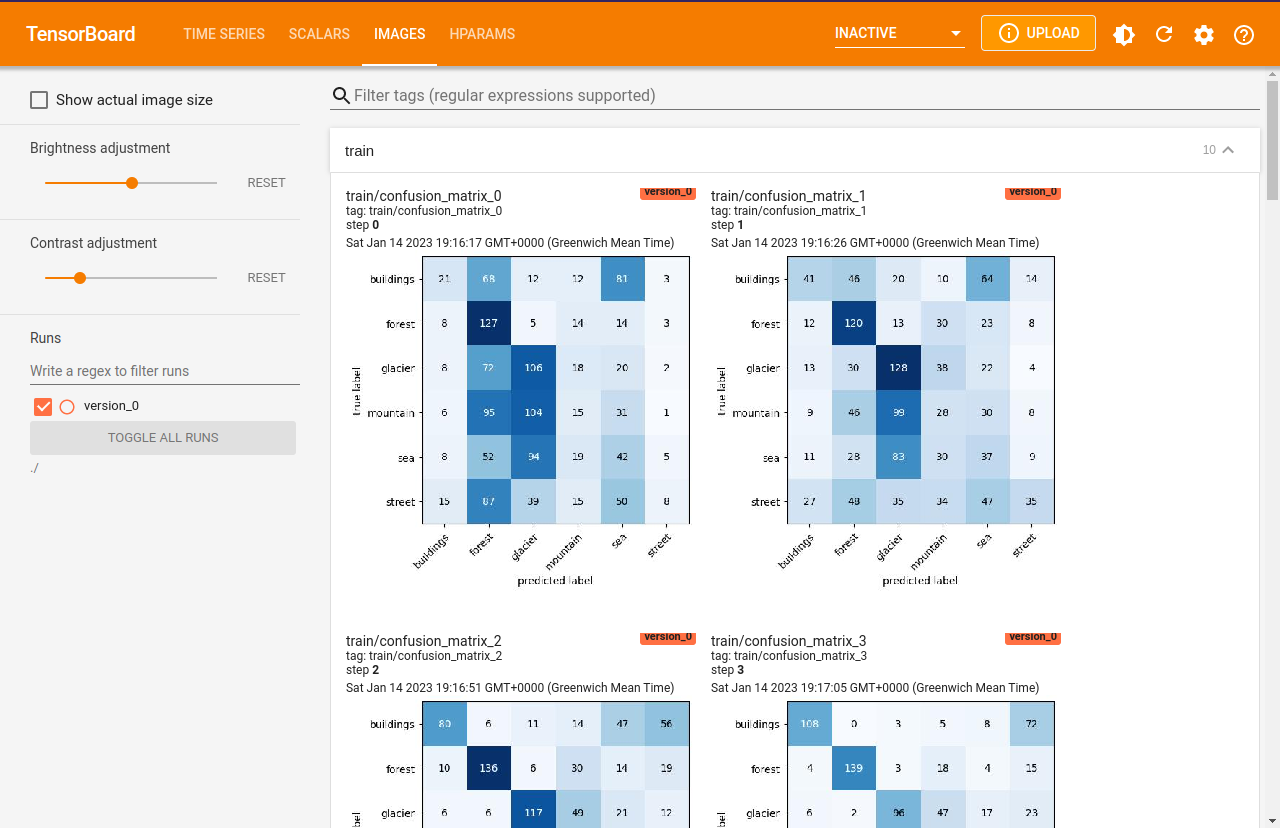 TensorBoard TIME SERIES SCALARS IMAGES HPARAMS INACTIVE UPLOAD
Show actual image size
Brightness adjustment
RESET
Contrast adjustment
RESET
Runs
Write a regex to filter runs
version_0
TOGGLE ALL RUNS
./
Filter tags (regular expressions supported)
train 10
train/confusion_matrix_0 version_0
tag: train/confusion_matrix_0
step 0
Sat Jan 14 2023 19:16:17 GMT+0000 (Greenwich Mean Time)
true label
buildings 21 68 12 12 81 3
forest 8 127 5 14 14 3
glacier 8 72 106 18 20 2
mountain 6 95 104 15 31 1
sea 8 52 94 19 42 5
street 15 87 39 15 50 8
buildings forest glacier mountain sea street
predicted label
train/confusion_matrix_1 version_0
tag: train/confusion_matrix_1
step 1
Sat Jan 14 2023 19:16:26 GMT+0000 (Greenwich Mean Time)
true label
buildings 41 46 20 10 64 14
forest 12 120 13 30 23 8
glacier 13 30 128 38 22 4
mountain 9 46 99 28 30 8
sea 11 28 83 30 37 9
street 27 48 35 34 47 35
buildings forest glacier mountain sea street
predicted label
train/confusion_matrix_2 version_0
tag: train/confusion_matrix_2
step 2
Sat Jan 14 2023 19:16:51 GMT+0000 (Greenwich Mean Time)
buildings 80 6 11 14 47 56
forest 10 136 6 30 14 19
glacier 6 6 117 49 21 12
train/confusion_matrix_3 version_0
tag: train/confusion_matrix_3
step 3
Sat Jan 14 2023 19:17:05 GMT+0000 (Greenwich Mean Time)
buildings 108 0 3 5 8 72
forest 4 139 3 18 4 15
glacier 6 2 96 47 17 23